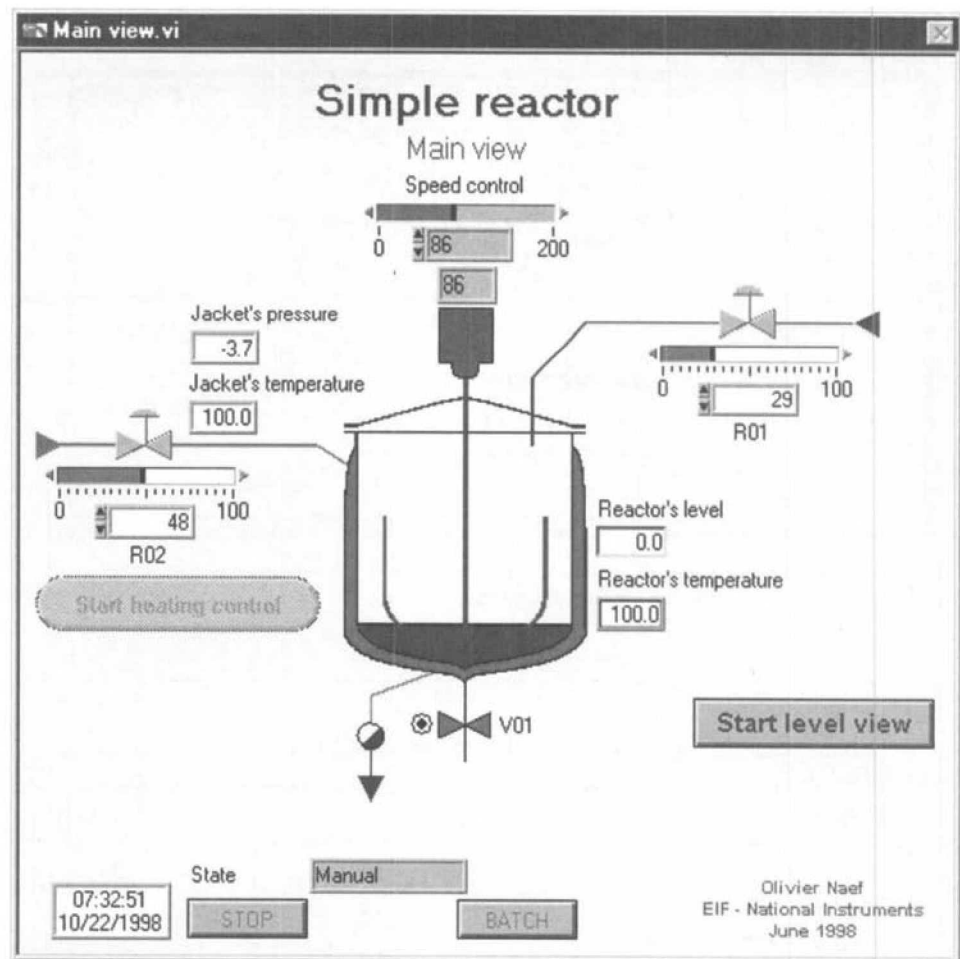 Main view.vi
Simple reactor
Main view
Speed control
0 200
86
86
Jacket's pressure
-3.7
Jacket's temperature
100.0
0 100
29
R01
0 100
48
R02
Start heating control
Reactor's level
0.0
Reactor's temperature
100.0
V01
Start level view
State
Manual
07:32:51
10/22/1998
STOP
BATCH
Olivier Naef
EIF - National Instruments
June 1998